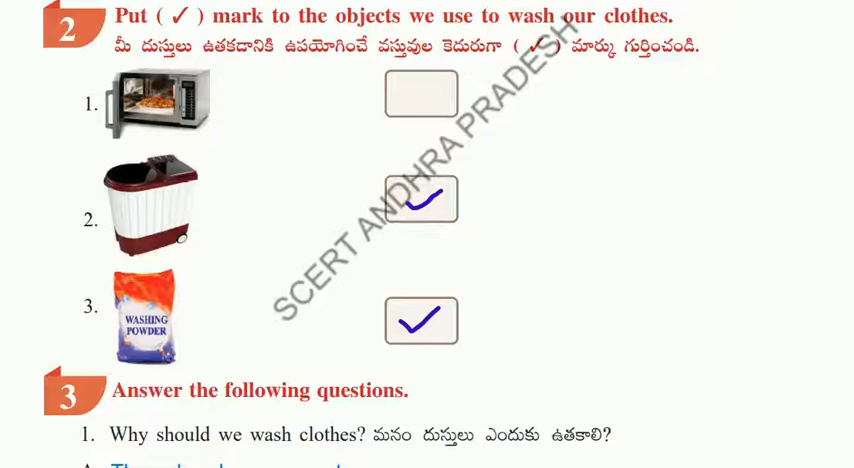 2 Put ( ✓ ) mark to the objects we use to wash our clothes.
మీ దుస్తులు ఉతకడానికి ఉపయోగించే వస్తువుల కెదురుగా ( ✓ ) మార్కు గుర్తించండి.
1.
2.
3.
WASHING
POWDER
SCERT ANDHRA PRADESH
3 Answer the following questions.
1. Why should we wash clothes? మనం దుస్తులు ఎందుకు ఉతకాలి?